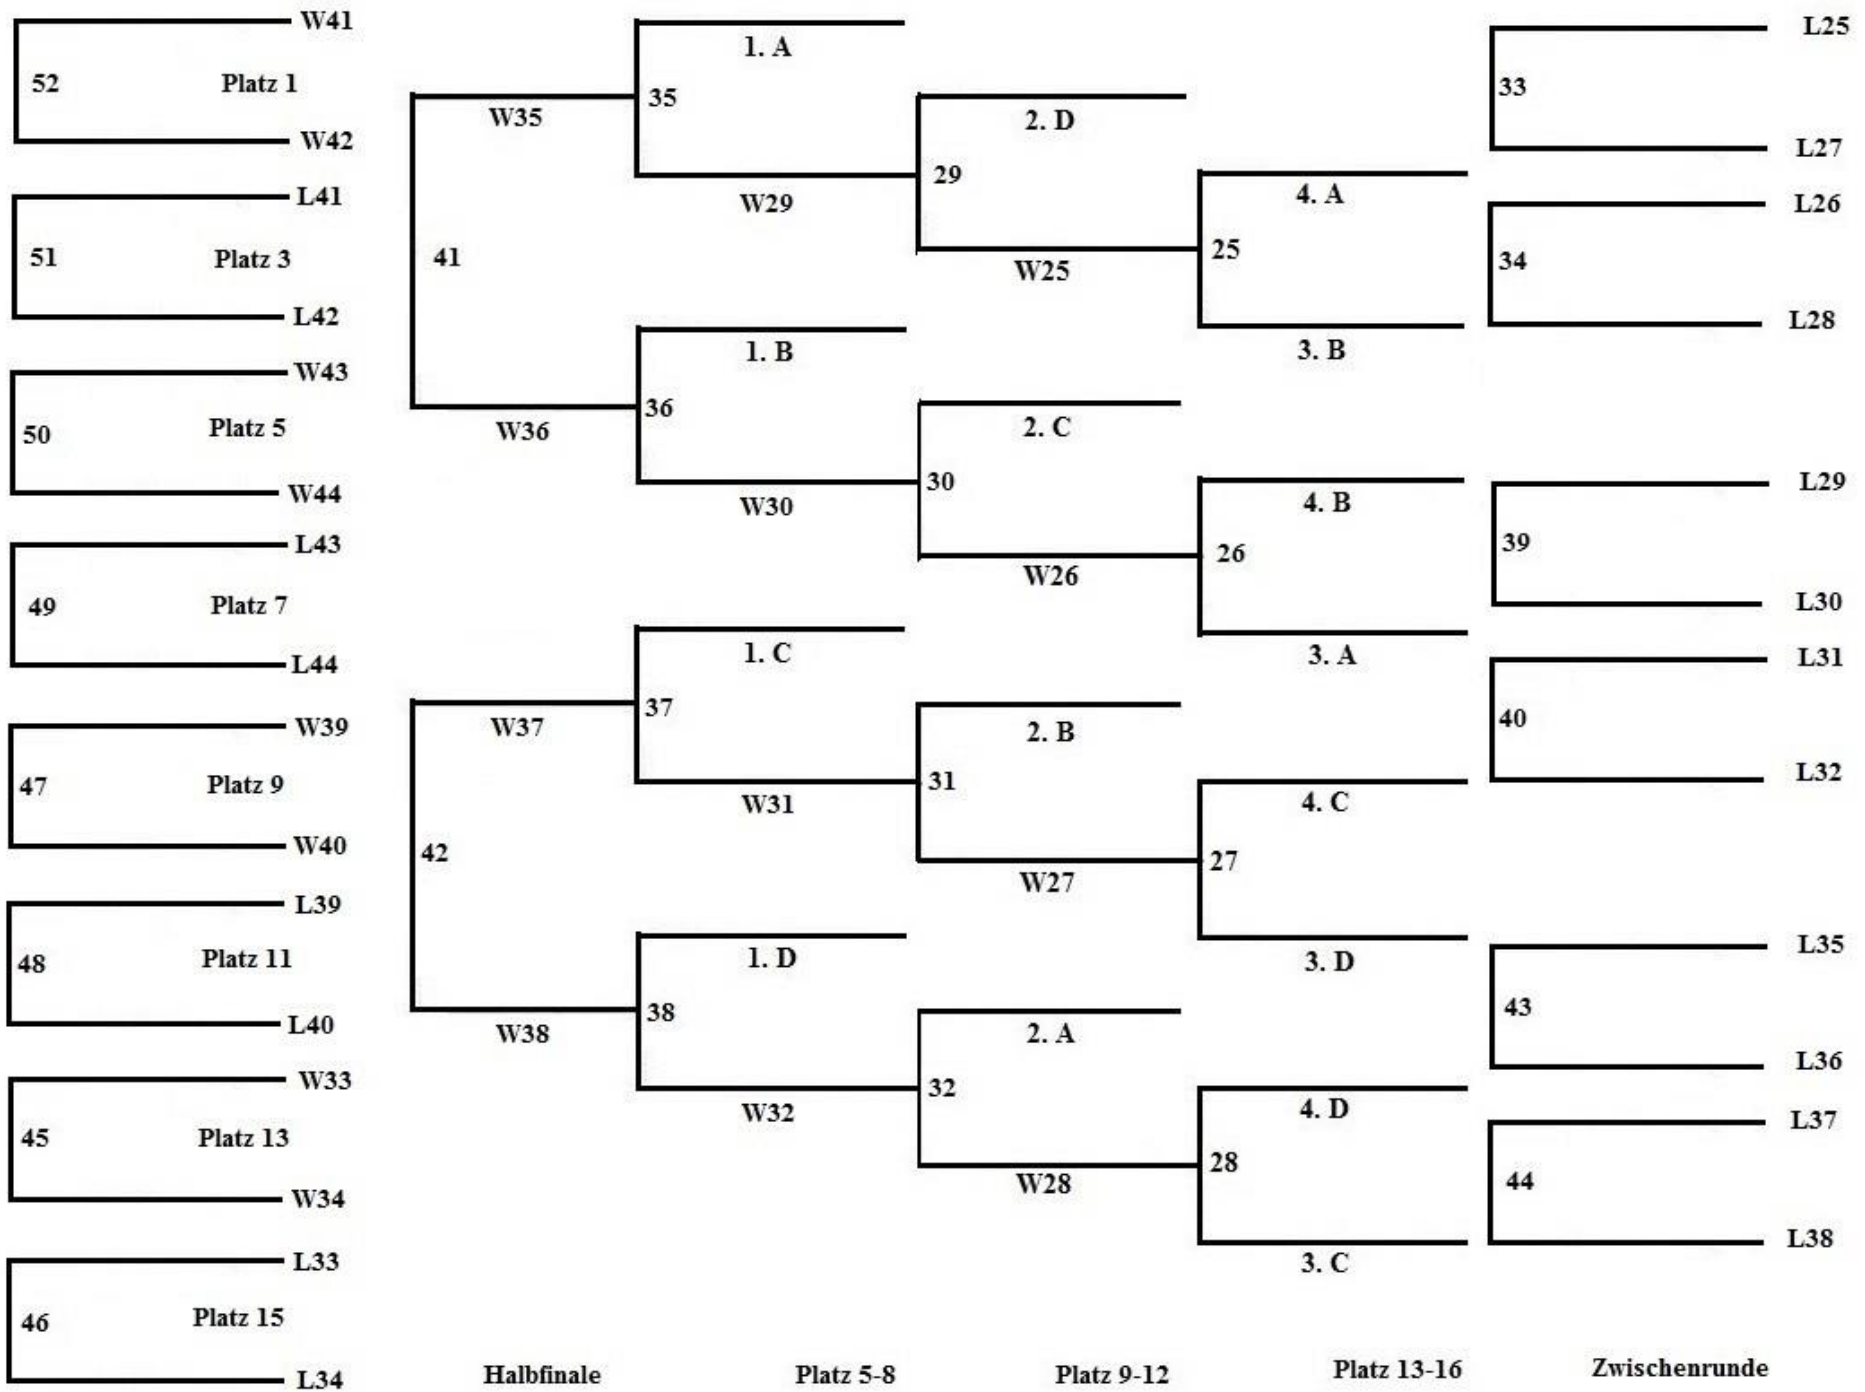 W41
52
Platz 1
W42
L41
51
Platz 3
L42
W43
50
Platz 5
W44
L43
49
Platz 7
L44
W39
47
Platz 9
W40
L39
48
Platz 11
L40
W33
45
Platz 13
W34
L33
46
Platz 15
L34
W35
41
W36
W37
42
W38
Halbfinale
1. A
35
W29
1. B
36
W30
1. C
37
W31
1. D
38
W32
Platz 5-8
2. D
29
W25
2. C
30
W26
2. B
31
W27
2. A
32
W28
Platz 9-12
4. A
25
3. B
4. B
26
3. A
4. C
27
3. D
4. D
28
3. C
Platz 13-16
L25
33
L27
L26
34
L28
L29
39
L30
L31
40
L32
L35
43
L36
L37
44
L38
Zwischenrunde